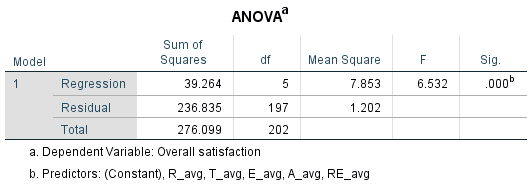 ANOVAa
Model Sum of Squares df Mean Square F Sig.
1 Regression 39.264 5 7.853 6.532 .000b
Residual 236.835 197 1.202
Total 276.099 202
a. Dependent Variable: Overall satisfaction
b. Predictors: (Constant), R_avg, T_avg, E_avg, A_avg, RE_avg